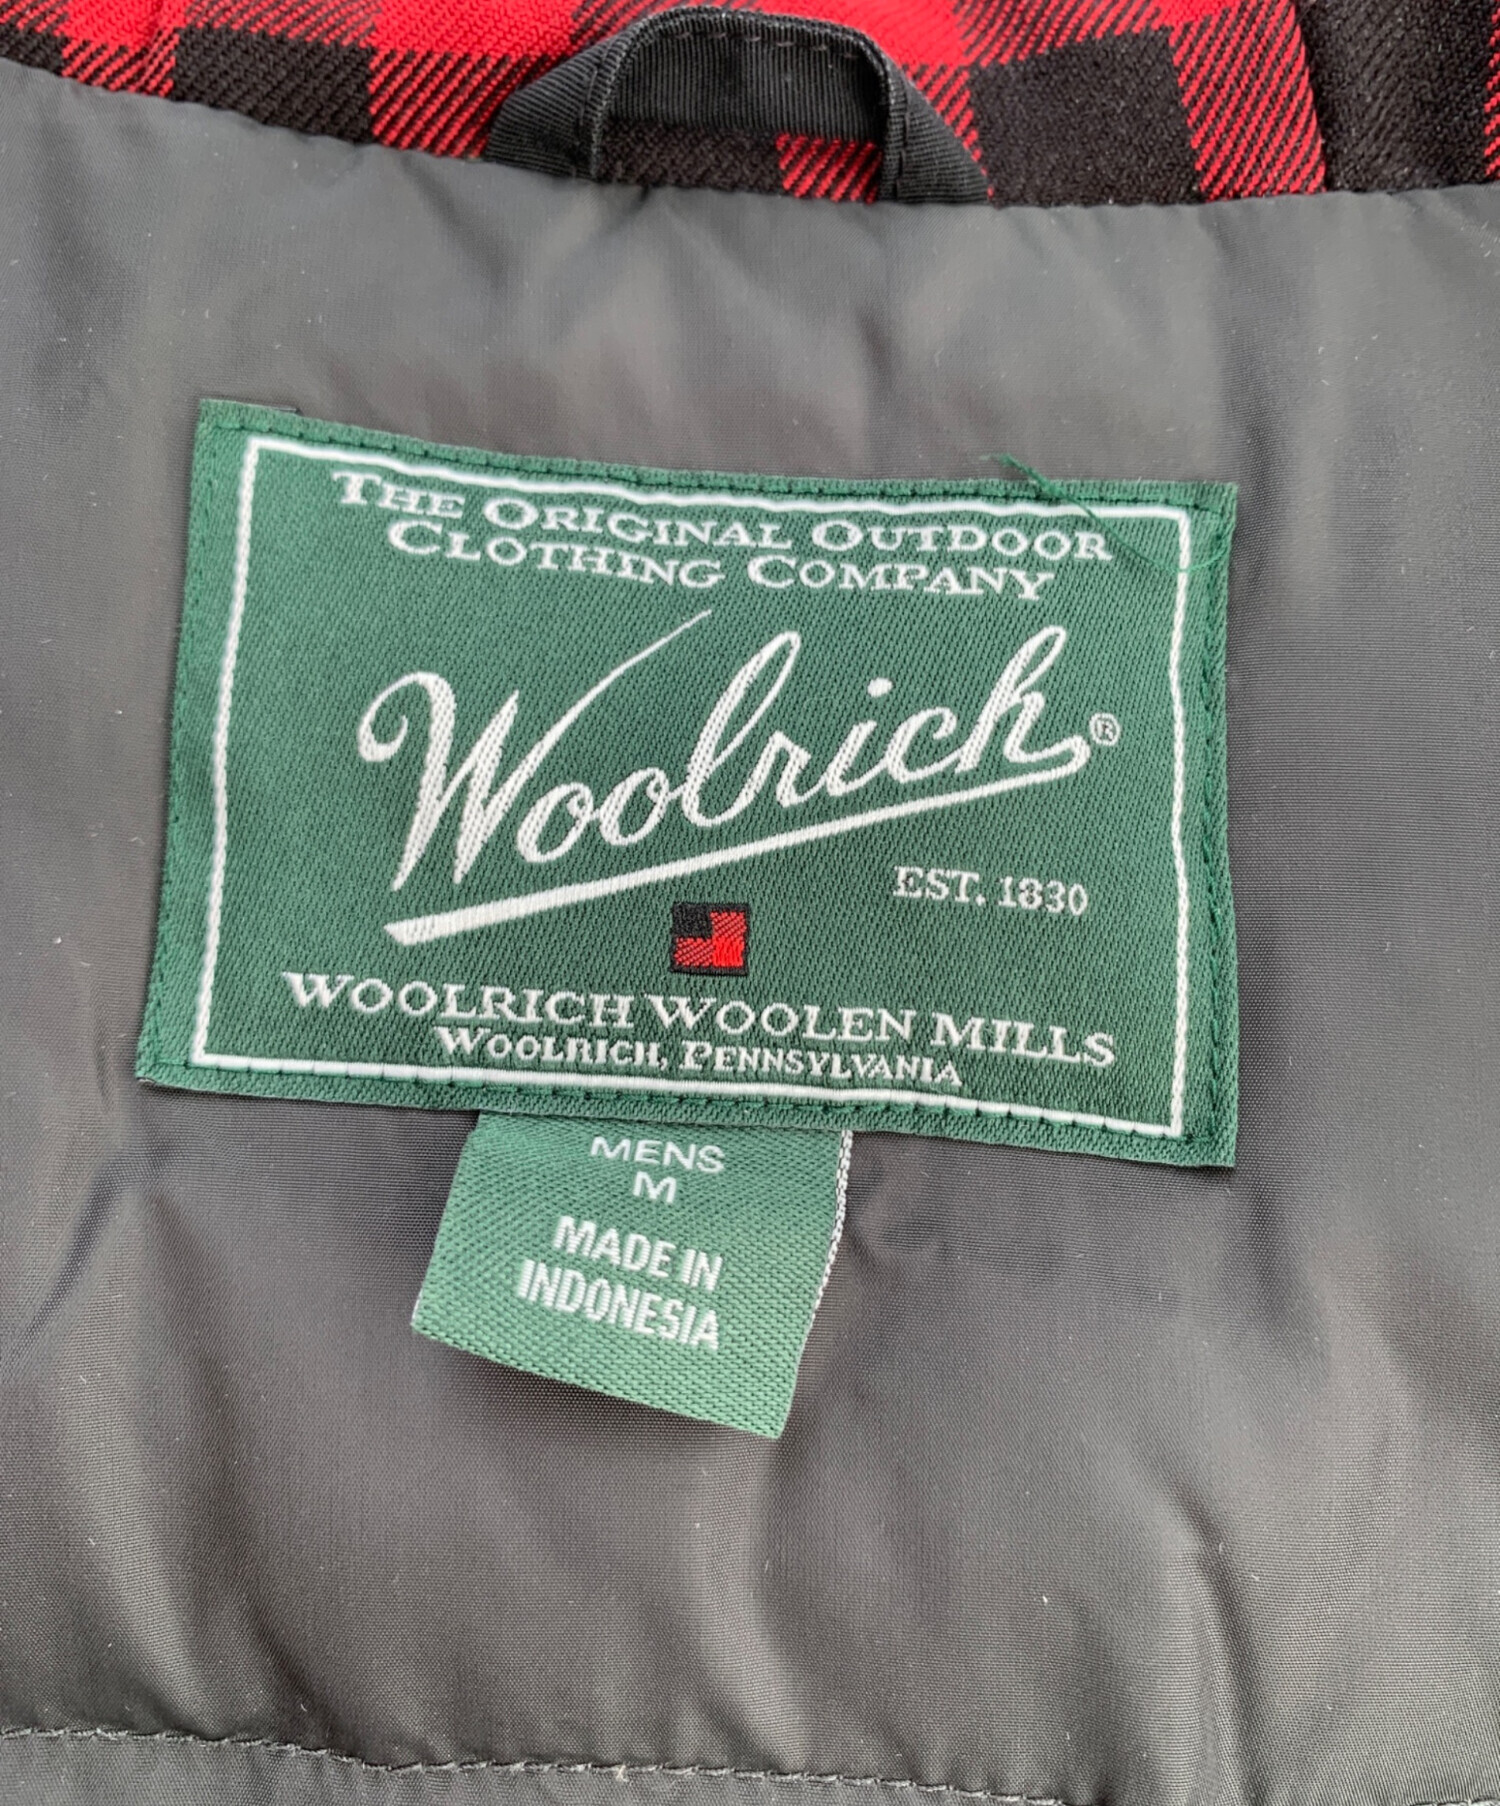 THE ORIGINAL OUTDOOR
CLOTHING COMPANY
Woolrich®
EST. 1830
WOOLRICH WOOLEN MILLS
WOOLRICH, PENNSYLVANIA
MENS
M
MADE IN
INDONESIA